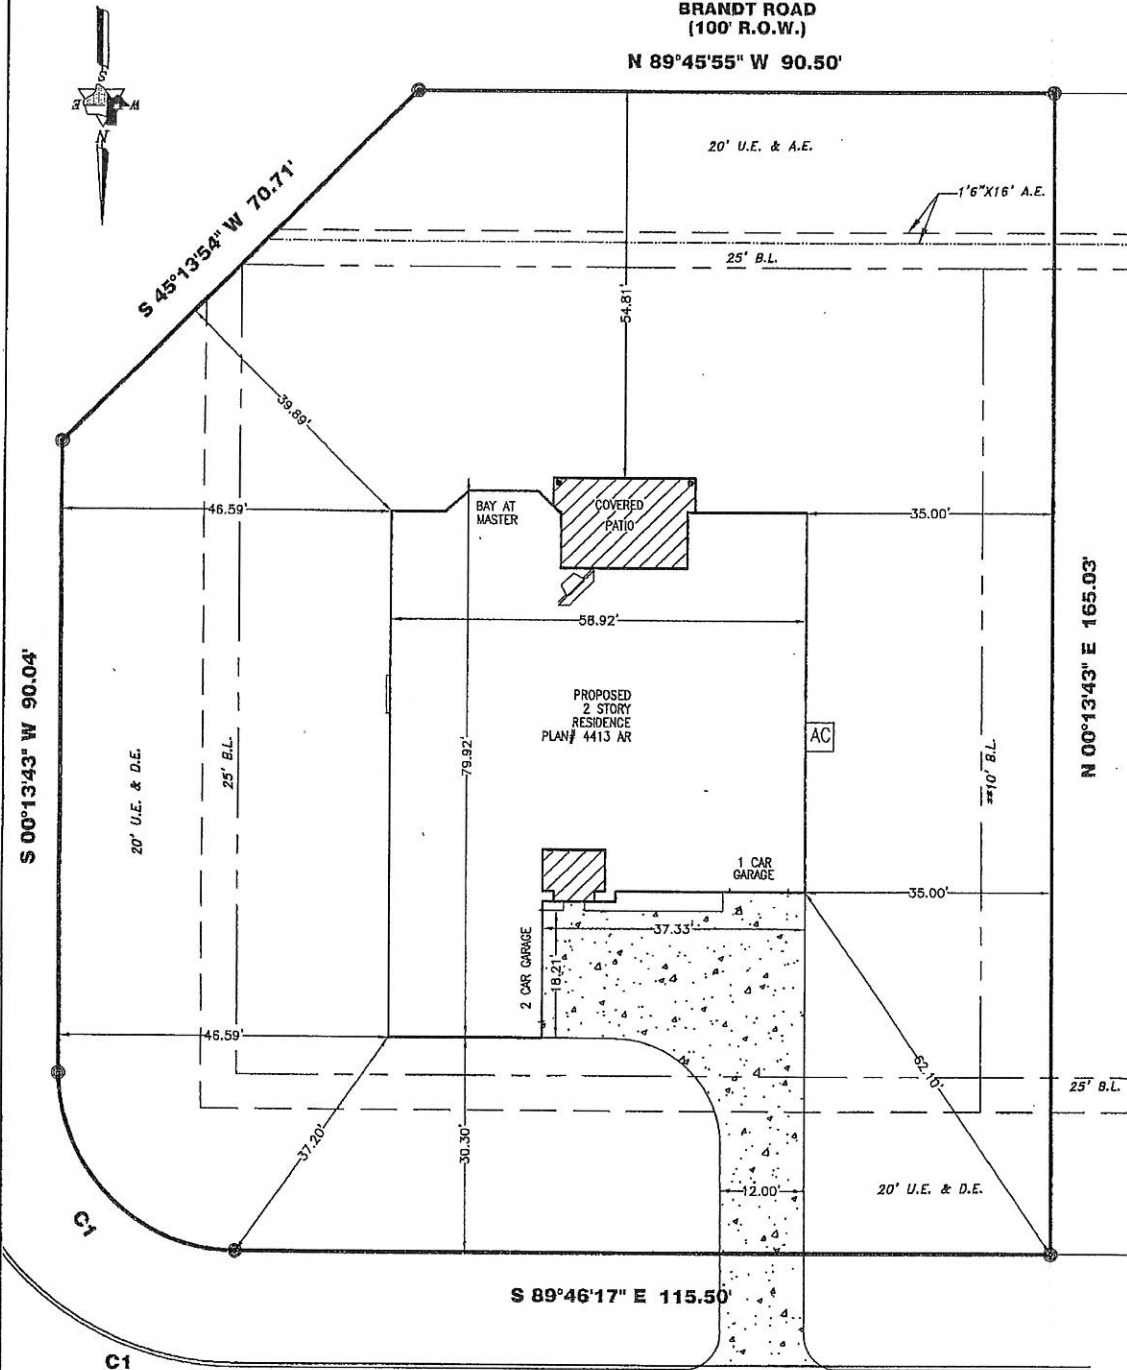 BRANDT ROAD
(100' R.O.W.)
N 89°45'55" W 90.50'
S
E W
N
20' U.E. & A.E.
1'6"X16' A.E.
S 45°13'54" W 70.71'
25' B.L.
54.81'
39.89'
46.59'
BAY AT
MASTER
COVERED
PATIO
35.00'
58.92'
N 00°13'43" E 165.03'
S 00°13'43" W 90.04'
PROPOSED
2 STORY
RESIDENCE
PLAN# 4413 AR
AC
79.92'
25' B.L.
20' U.E. & D.E.
**10' B.L.
1 CAR
GARAGE
35.00'
37.33'
2 CAR GARAGE
18.21'
46.59'
62.10'
25' B.L.
37.20'
30.30'
12.00'
20' U.E. & D.E.
C1
S 89°46'17" E 115.50'
C1